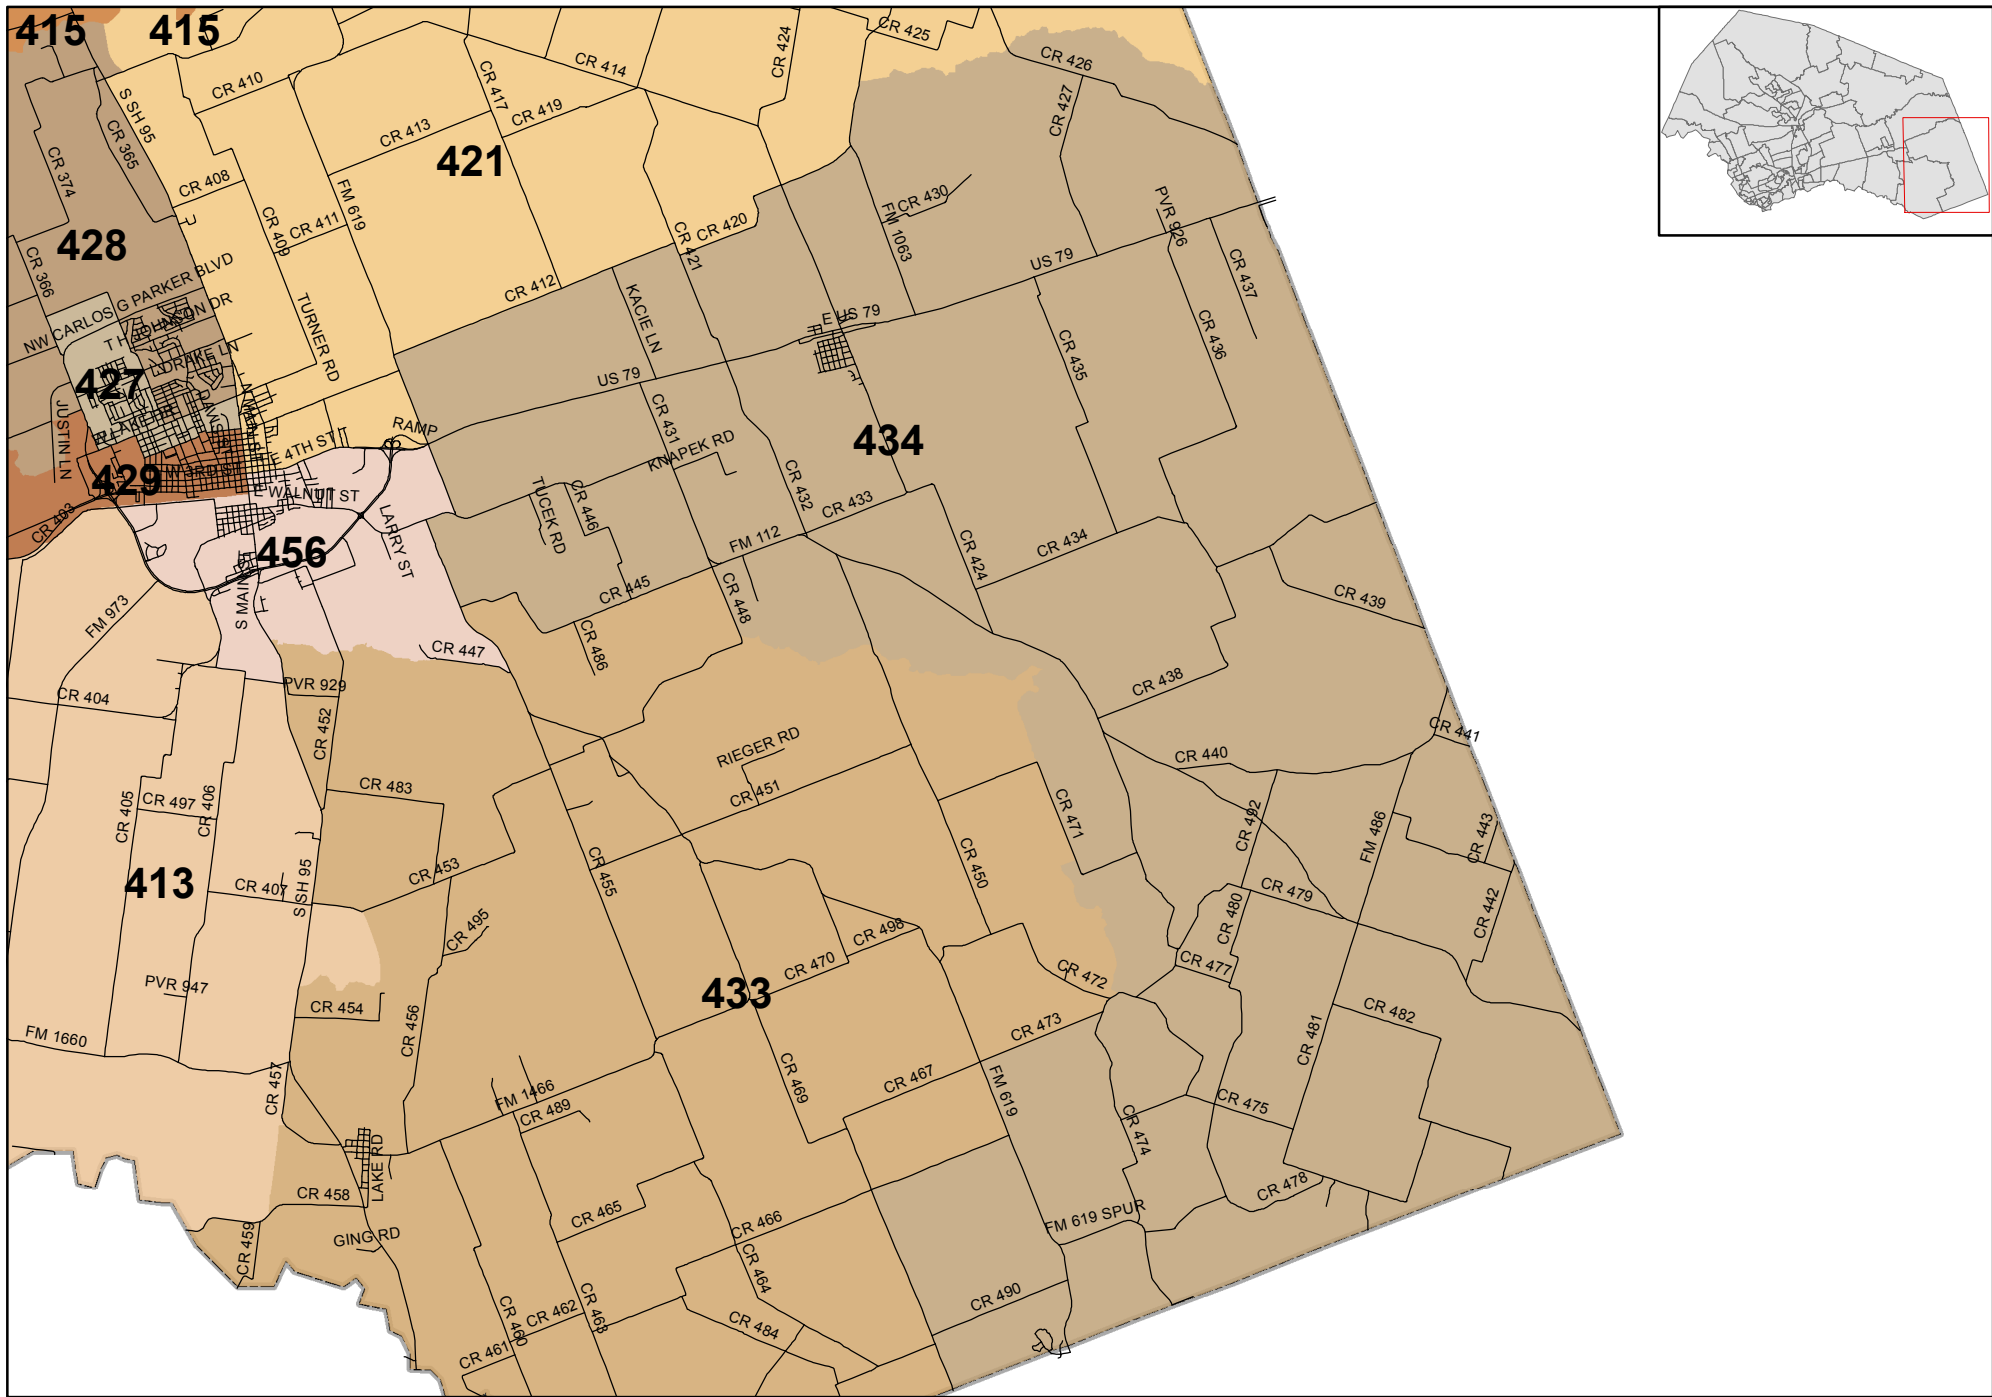 415
415
CR 425
CR 424
CR 426
CR 414
CR 410
CR 417
CR 427
S SH 95
CR 419
CR 413
CR 365
421
CR 374
CR 408
FM 619
CR 430
PVR 926
CR 409
CR 411
CR 420
FM 1063
CR 421
428
CR 366
US 79
CR 437
NW CARLOS G PARKER BLVD
CR 412
KACIE LN
T H JOHNSON DR
TURNER RD
E US 79
CR 436
DRAKE LN
CR 435
427
US 79
JUSTIN LN
W LAKE DR
DAVIS ST
N MAIN ST
CR 431
RAMP
434
E 4TH ST
KNAPEK RD
429
W 3RD ST
E WALNUT ST
TUCEK RD
CR 446
CR 432
CR 433
CR 403
LARRY ST
456
FM 112
CR 424
CR 434
S MAIN ST
CR 445
CR 448
CR 439
FM 973
CR 486
CR 447
CR 438
PVR 929
CR 404
CR 452
CR 441
RIEGER RD
CR 440
CR 483
CR 451
CR 497
CR 405
CR 406
CR 471
CR 492
FM 486
CR 443
CR 453
CR 455
CR 450
413
CR 407
S SH 95
CR 479
CR 480
CR 442
CR 495
CR 498
CR 470
CR 477
CR 472
PVR 947
433
CR 454
CR 456
CR 482
FM 1660
CR 473
CR 481
CR 457
CR 469
CR 467
FM 619
FM 1466
CR 489
CR 475
CR 474
LAKE RD
CR 458
CR 478
CR 465
CR 466
FM 619 SPUR
CR 459
GING RD
CR 464
CR 490
CR 460
CR 462
CR 463
CR 484
CR 461